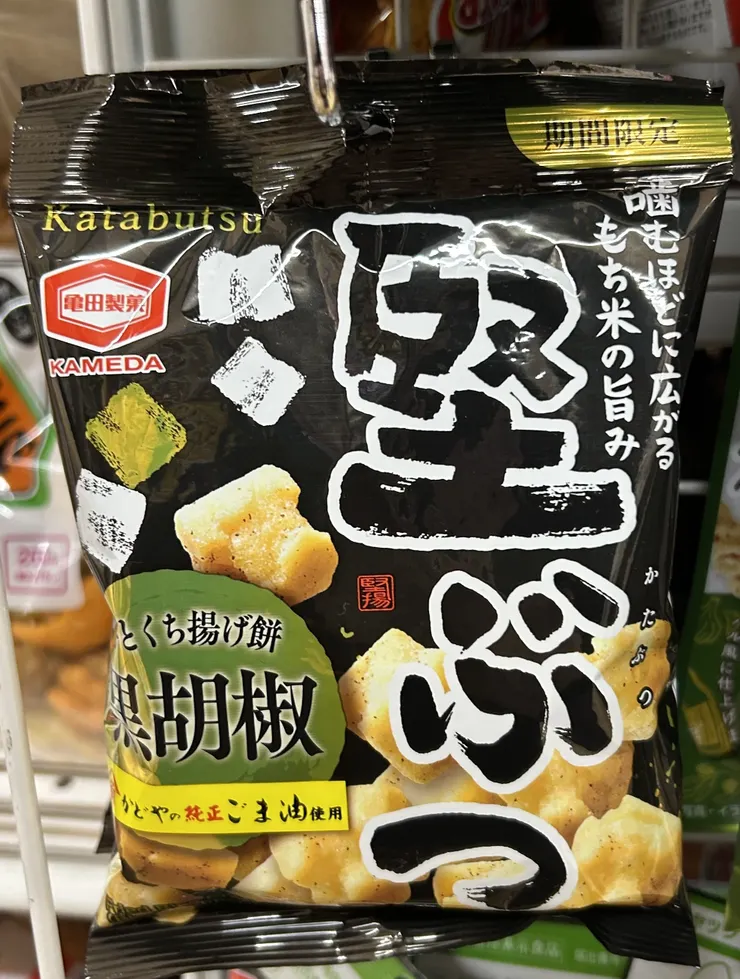 期間限定
Katabutsu
亀田製菓
KAMEDA
噛むほどに広がる
もち米の旨み
堅ぶつ
かたぶつ
堅揚
とくち揚げ餅
黒胡椒
かどやの純正ごま油使用